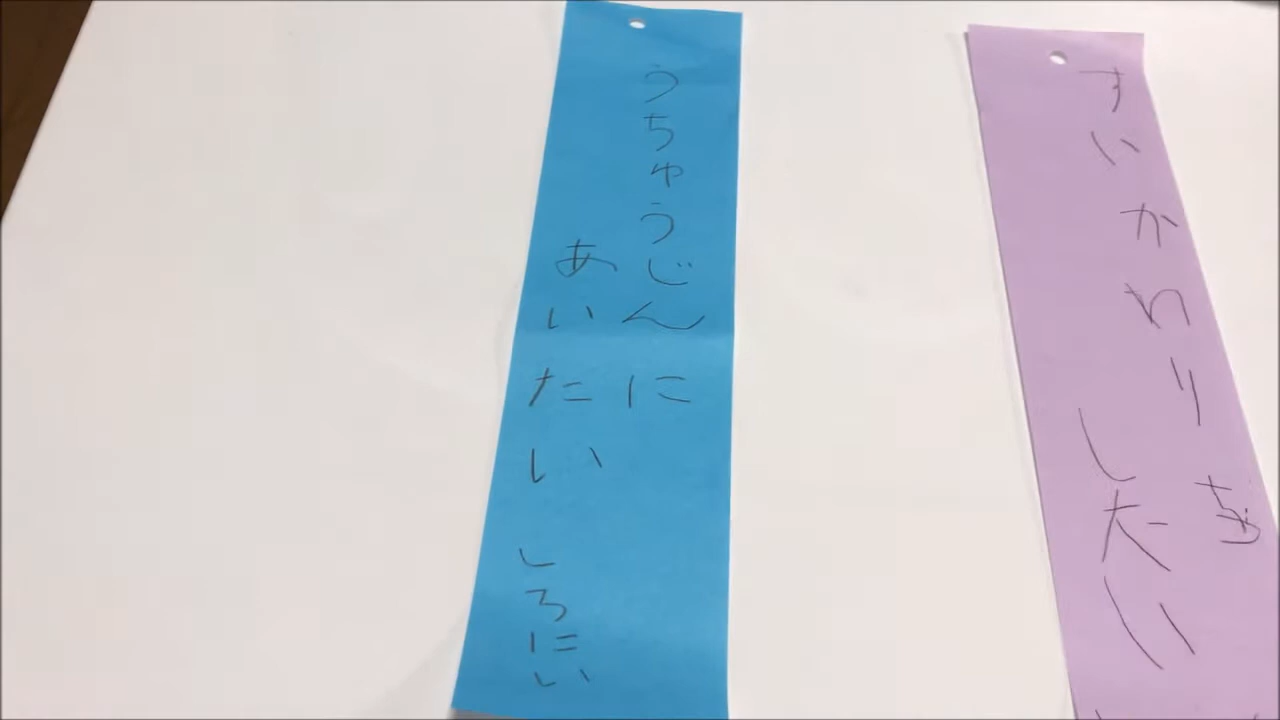 すいかわりを
したい
うちゅうじんに
あいたい しろにい